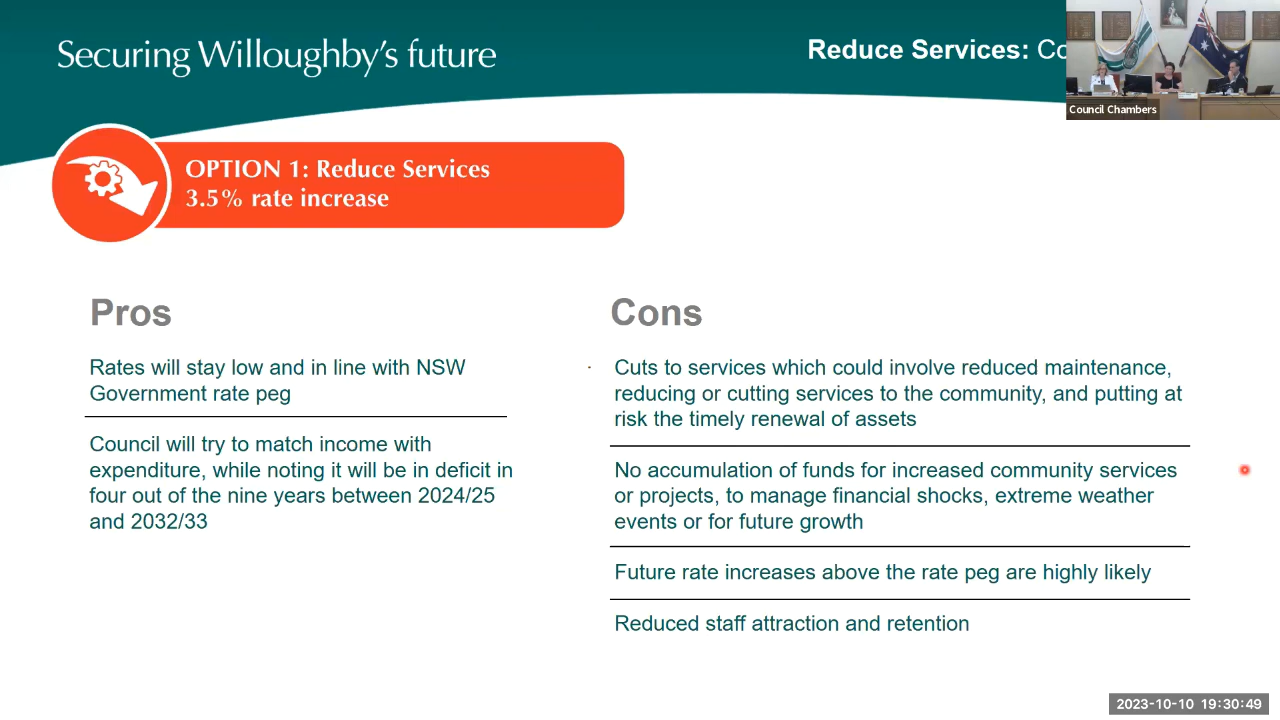 Securing Willoughby's future
Reduce Services:
Council Chambers
OPTION 1: Reduce Services
3.5% rate increase
Pros
Rates will stay low and in line with NSW
Government rate peg
Council will try to match income with
expenditure, while noting it will be in deficit in
four out of the nine years between 2024/25
and 2032/33
Cons
Cuts to services which could involve reduced maintenance,
reducing or cutting services to the community, and putting at
risk the timely renewal of assets
No accumulation of funds for increased community services
or projects, to manage financial shocks, extreme weather
events or for future growth
Future rate increases above the rate peg are highly likely
Reduced staff attraction and retention
2023-10-10 19:30:49